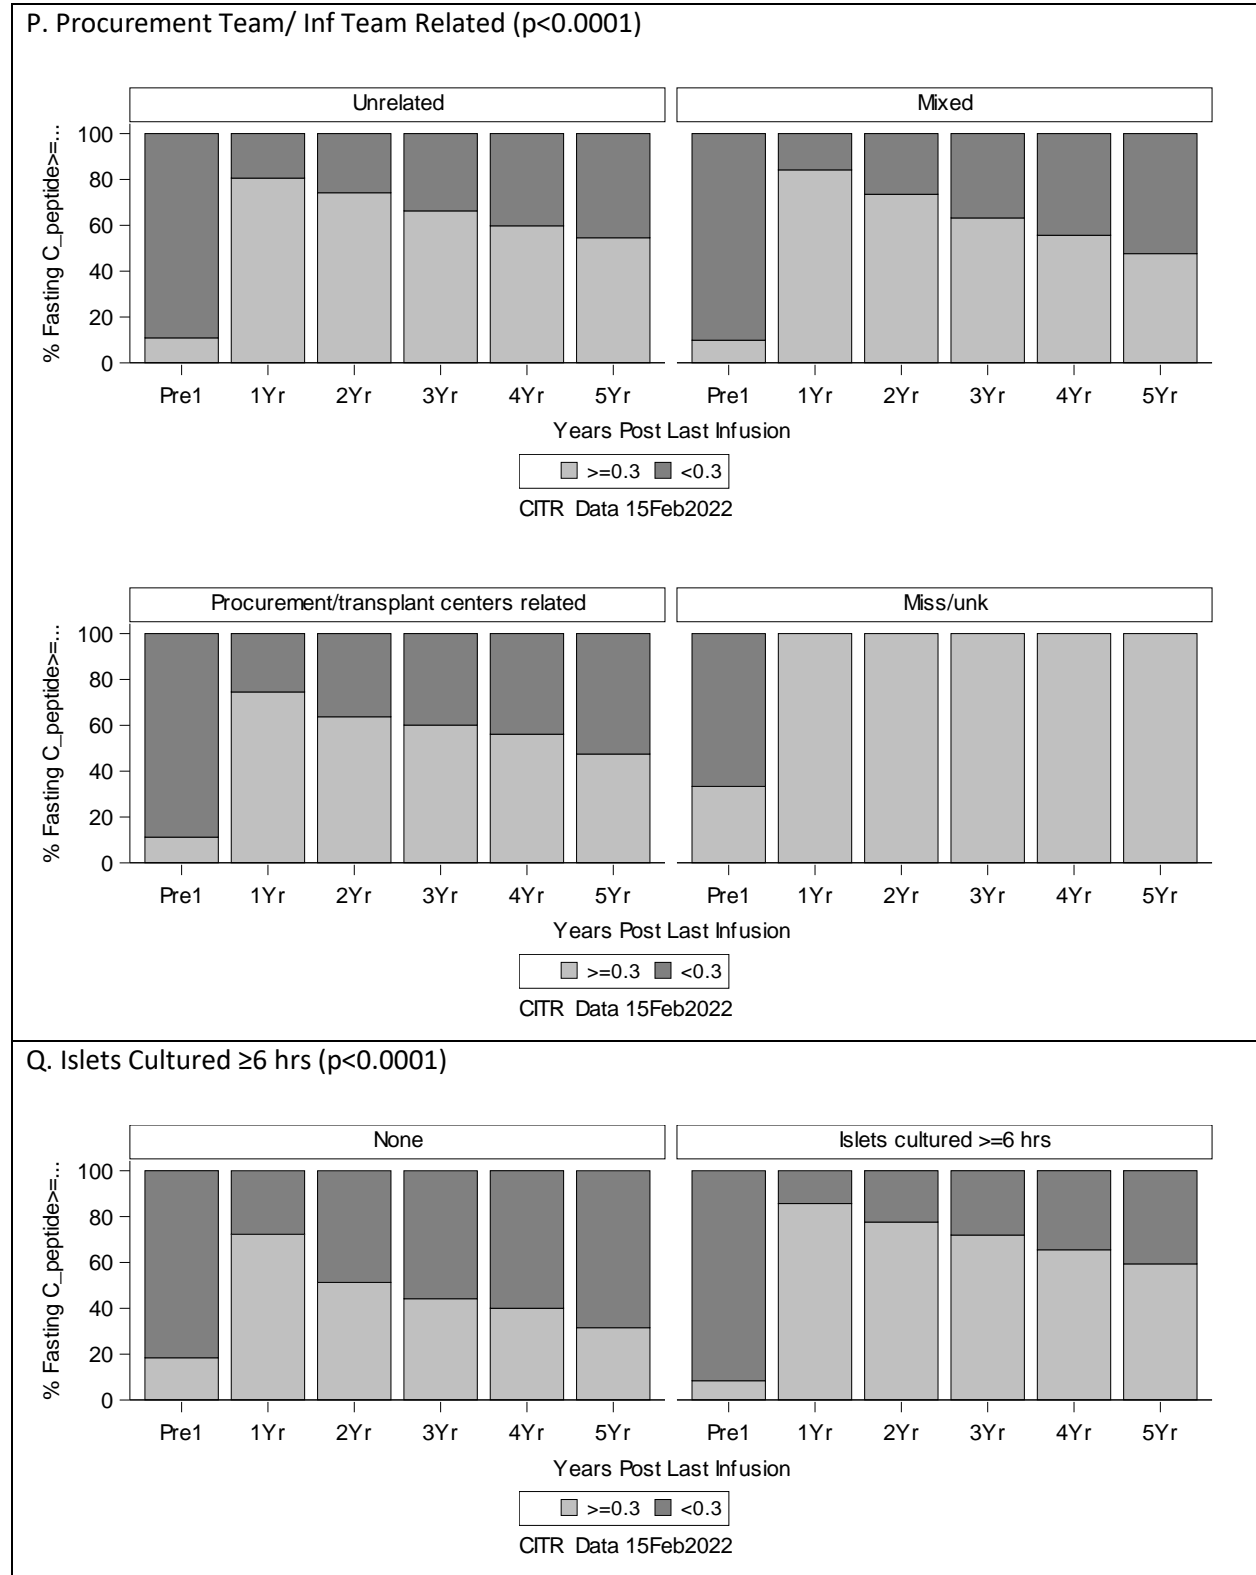 P. Procurement Team/ Inf Team Related (p<0.0001)
Unrelated
Mixed
% Fasting C_peptide>=...
100
80
60
40
20
0
Pre1 1Yr 2Yr 3Yr 4Yr 5Yr
Pre1 1Yr 2Yr 3Yr 4Yr 5Yr
Years Post Last Infusion
>=0.3 <0.3
CITR Data 15Feb2022
Procurement/transplant centers related
Miss/unk
% Fasting C_peptide>=...
100
80
60
40
20
0
Pre1 1Yr 2Yr 3Yr 4Yr 5Yr
Pre1 1Yr 2Yr 3Yr 4Yr 5Yr
Years Post Last Infusion
>=0.3 <0.3
CITR Data 15Feb2022
Q. Islets Cultured ≥6 hrs (p<0.0001)
None
Islets cultured >=6 hrs
% Fasting C_peptide>=...
100
80
60
40
20
0
Pre1 1Yr 2Yr 3Yr 4Yr 5Yr
Pre1 1Yr 2Yr 3Yr 4Yr 5Yr
Years Post Last Infusion
>=0.3 <0.3
CITR Data 15Feb2022